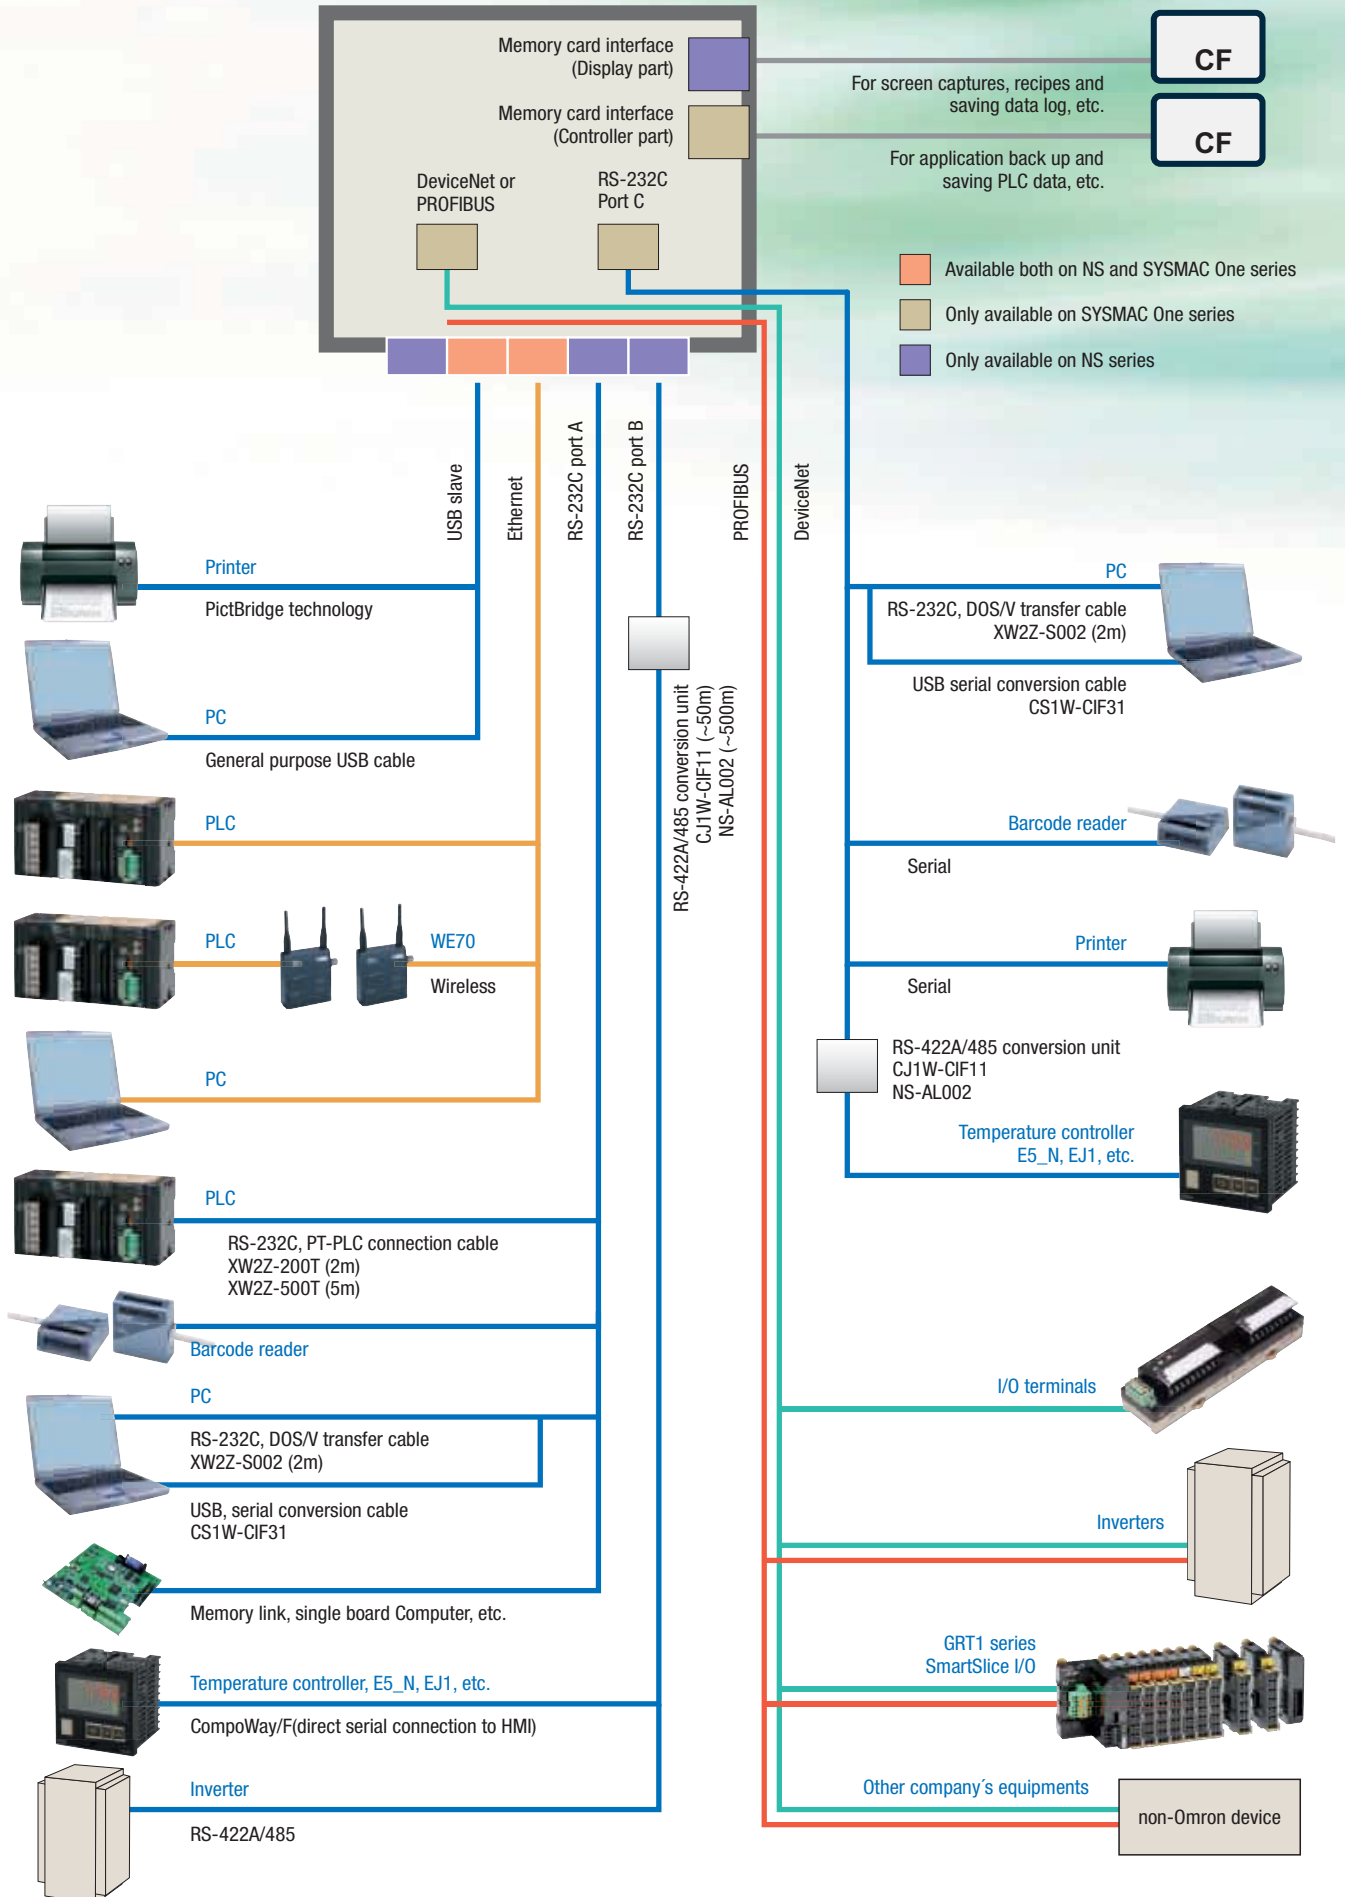 Memory card interface
(Display part)
CF
For screen captures, recipes and
saving data log, etc.
Memory card interface
(Controller part)
CF
For application back up and
saving PLC data, etc.
DeviceNet or
PROFIBUS
RS-232C
Port C
Available both on NS and SYSMAC One series
Only available on SYSMAC One series
Only available on NS series
USB slave
Ethernet
RS-232C port A
RS-232C port B
PROFIBUS
DeviceNet
Printer
PictBridge technology
PC
General purpose USB cable
PLC
PLC
WE70
Wireless
PC
PLC
RS-232C, PT-PLC connection cable
XW2Z-200T (2m)
XW2Z-500T (5m)
Barcode reader
PC
RS-232C, DOS/V transfer cable
XW2Z-S002 (2m)
USB, serial conversion cable
CS1W-CIF31
Memory link, single board Computer, etc.
Temperature controller, E5_N, EJ1, etc.
CompoWay/F(direct serial connection to HMI)
Inverter
RS-422A/485
RS-422A/485 conversion unit
CJ1W-CIF11 (~50m)
NS-AL002 (~500m)
PC
RS-232C, DOS/V transfer cable
XW2Z-S002 (2m)
USB serial conversion cable
CS1W-CIF31
Barcode reader
Serial
Printer
Serial
RS-422A/485 conversion unit
CJ1W-CIF11
NS-AL002
Temperature controller
E5_N, EJ1, etc.
I/O terminals
Inverters
GRT1 series
SmartSlice I/O
Other company´s equipments
non-Omron device